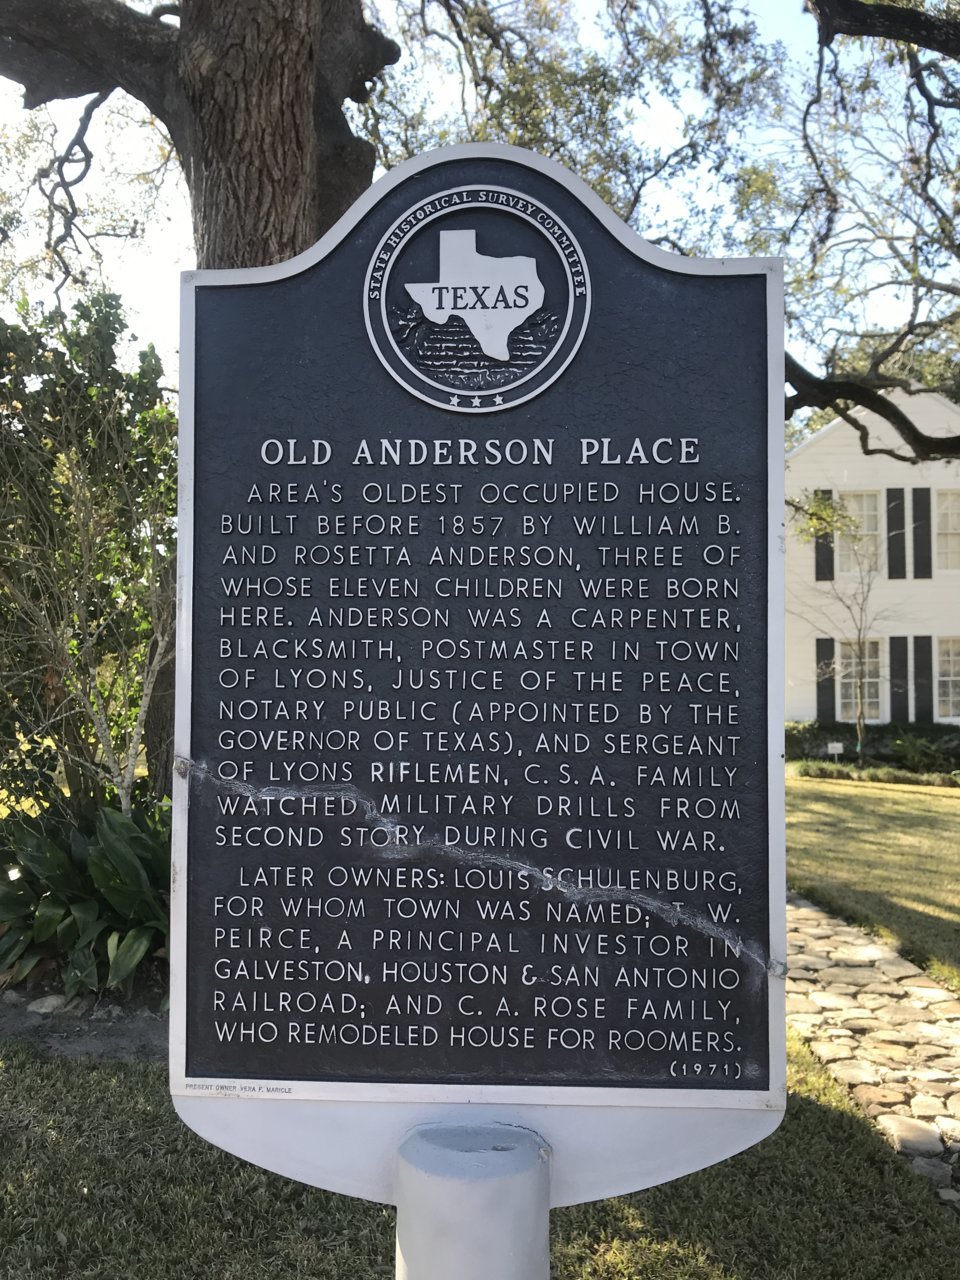 STATE HISTORICAL SURVEY COMMITTEE
TEXAS
OLD ANDERSON PLACE
AREA'S OLDEST OCCUPIED HOUSE.
BUILT BEFORE 1857 BY WILLIAM B.
AND ROSETTA ANDERSON, THREE OF
WHOSE ELEVEN CHILDREN WERE BORN
HERE. ANDERSON WAS A CARPENTER,
BLACKSMITH, POSTMASTER IN TOWN
OF LYONS, JUSTICE OF THE PEACE,
NOTARY PUBLIC (APPOINTED BY THE
GOVERNOR OF TEXAS), AND SERGEANT
OF LYONS RIFLEMEN, C.S.A. FAMILY
WATCHED MILITARY DRILLS FROM
SECOND STORY DURING CIVIL WAR.
LATER OWNERS: LOUIS SCHULENBURG,
FOR WHOM TOWN WAS NAMED; T. W.
PEIRCE, A PRINCIPAL INVESTOR IN
GALVESTON, HOUSTON & SAN ANTONIO
RAILROAD; AND C. A. ROSE FAMILY,
WHO REMODELED HOUSE FOR ROOMERS.
(1971)
PRESENT OWNER VERA P. MARICLE